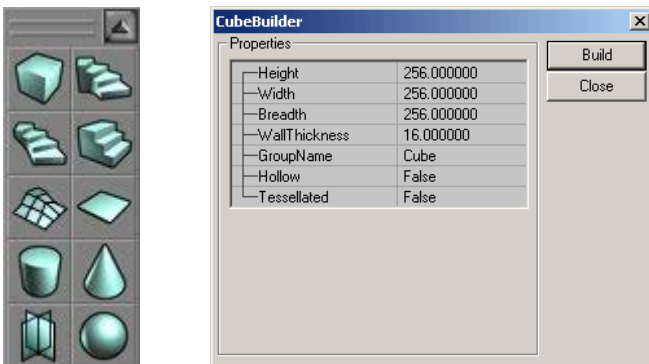 CubeBuilder
Properties
Height 256.000000
Width 256.000000
Breadth 256.000000
WallThickness 16.000000
GroupName Cube
Hollow False
Tessellated False
Build
Close